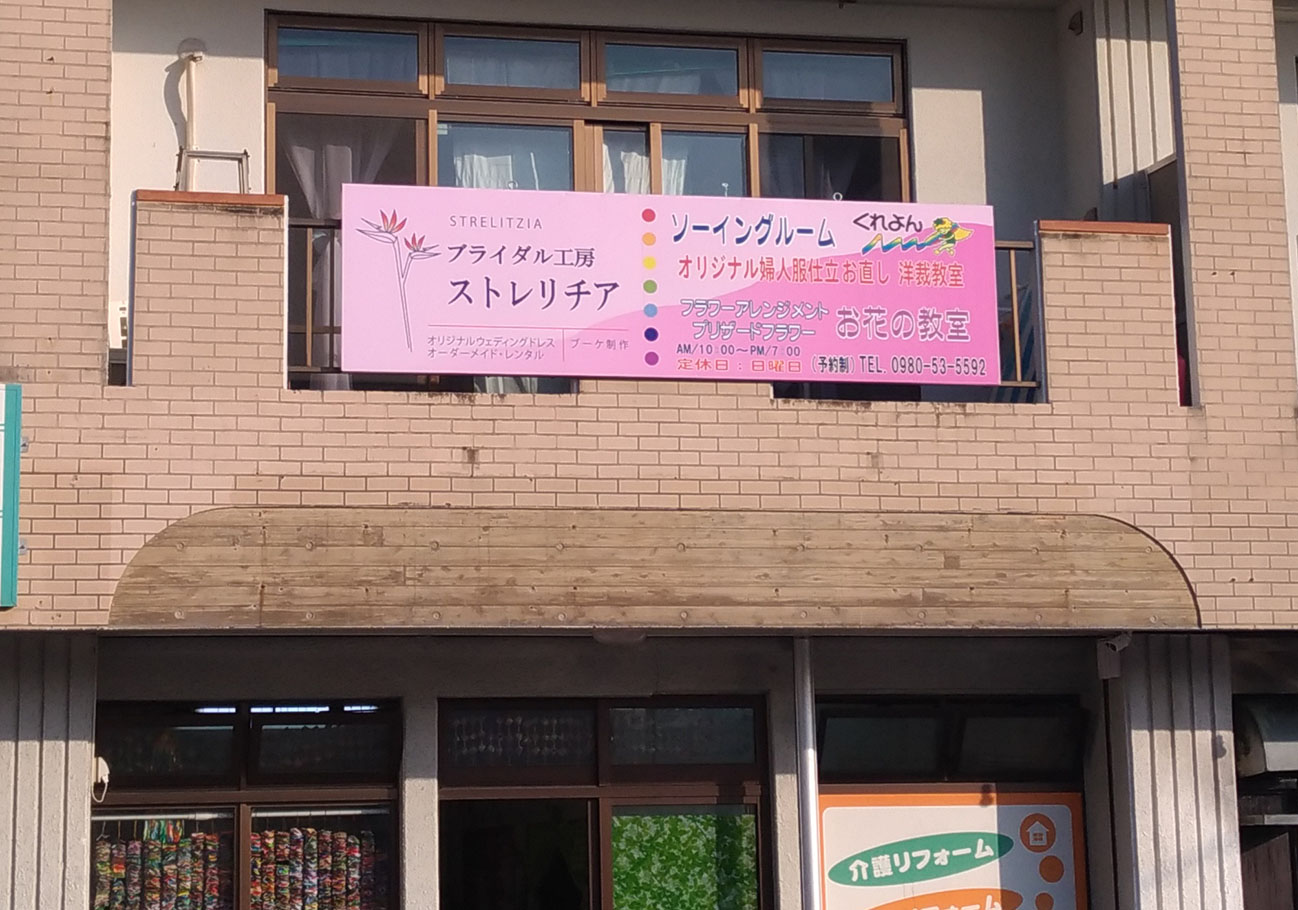 STRELITZIA
ブライダル工房
ストレリチア
オリジナルウェディングドレス
オーダーメイド・レンタル
ブーケ制作
ソーイングルーム
くれよん
オリジナル婦人服仕立お直し 洋裁教室
フラワーアレンジメント
プリザードフラワー
お花の教室
AM/10:00～PM/7:00
定休日:日曜日 (予約制) TEL. 0980-53-5592
介護リフォーム